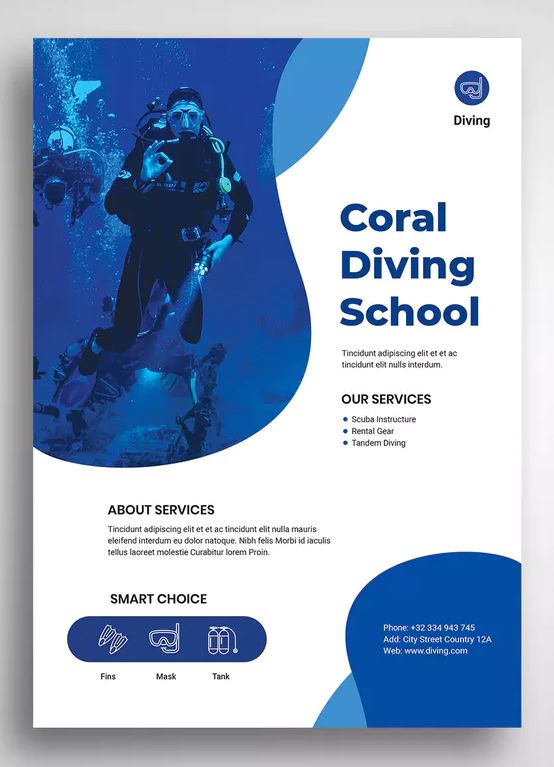 Diving
Coral
Diving
School
Tincidunt adipiscing elit et et ac
tincidunt elit nulls interdum.
OUR SERVICES
Scuba Instructure
Rental Gear
Tandem Diving
ABOUT SERVICES
Tincidunt adipiscing elit et et ac tincidunt elit nulla mauris
eleifend interdum eu dolor natoque. Nibh felis Morbi id iaculis
tellus laoreet molestie Curabitur lorem Proin.
SMART CHOICE
Fins
Mask
Tank
Phone: +32 334 943 745
Add: City Street Country 12A
Web: www.diving.com